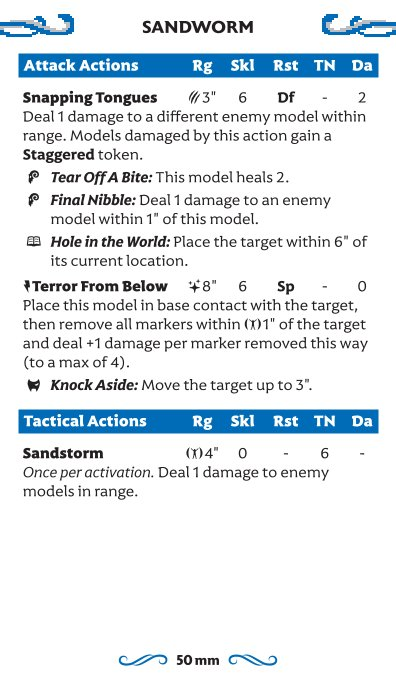 SANDWORM
Attack Actions Rg Skl Rst TN Da
Snapping Tongues 3" 6 Df - 2
Deal 1 damage to a different enemy model within
range. Models damaged by this action gain a
Staggered token.
Tear Off A Bite: This model heals 2.
Final Nibble: Deal 1 damage to an enemy
model within 1" of this model.
Hole in the World: Place the target within 6" of
its current location.
Terror From Below 8" 6 Sp - 0
Place this model in base contact with the target,
then remove all markers within 1" of the target
and deal +1 damage per marker removed this way
(to a max of 4).
Knock Aside: Move the target up to 3".
Tactical Actions Rg Skl Rst TN Da
Sandstorm 4" 0 - 6 -
Once per activation. Deal 1 damage to enemy
models in range.
50 mm